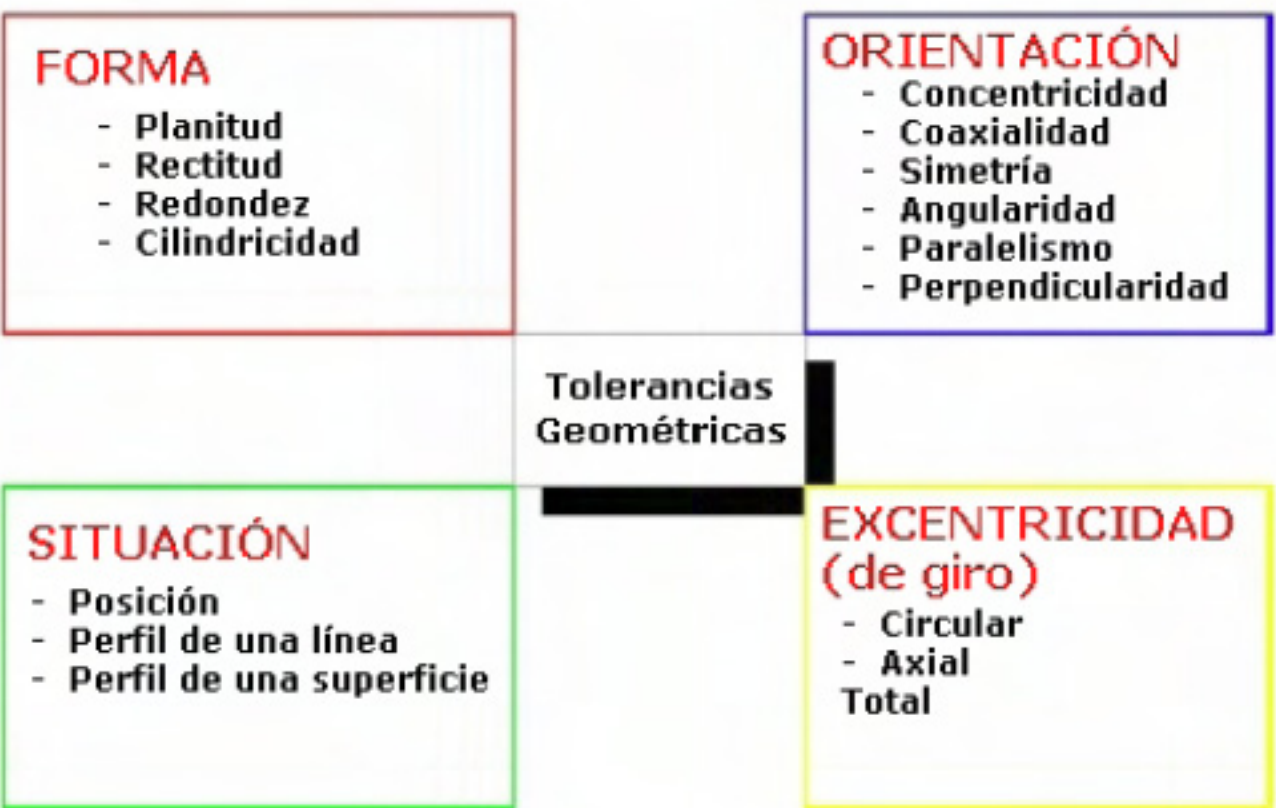 FORMA
- Planitud
- Rectitud
- Redondez
- Cilindricidad
ORIENTACIÓN
- Concentricidad
- Coaxialidad
- Simetría
- Angularidad
- Paralelismo
- Perpendicularidad
Tolerancias
Geométricas
SITUACIÓN
- Posición
- Perfil de una línea
- Perfil de una superficie
EXCENTRICIDAD
(de giro)
- Circular
- Axial
Total